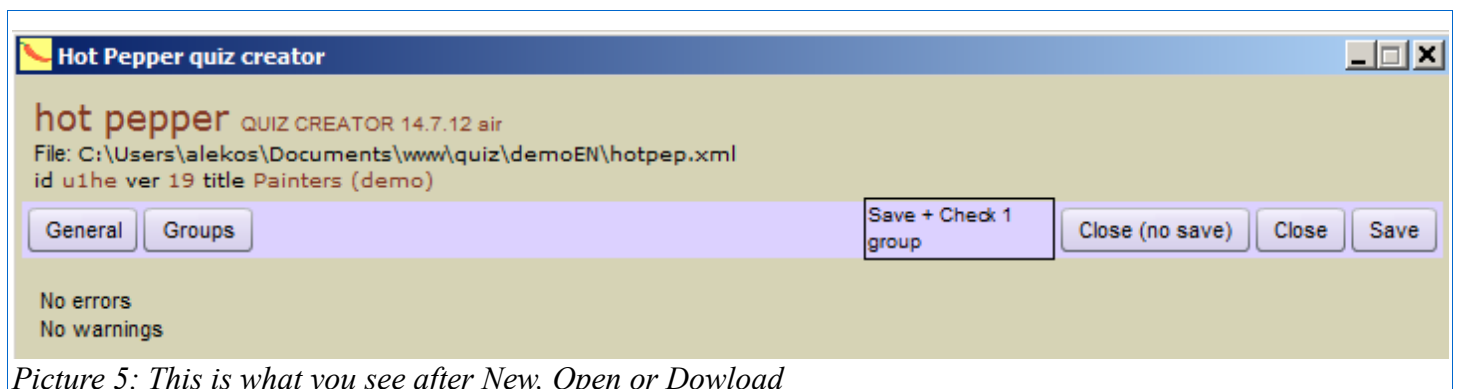 Hot Pepper quiz creator
hot pepper QUIZ CREATOR 14.7.12 air
File: C:\Users\alekos\Documents\www\quiz\demoEN\hotpep.xml
id u1he ver 19 title Painters (demo)
General Groups Save + Check 1
group Close (no save) Close Save
No errors
No warnings
Picture 5: This is what you see after New, Open or Dowload